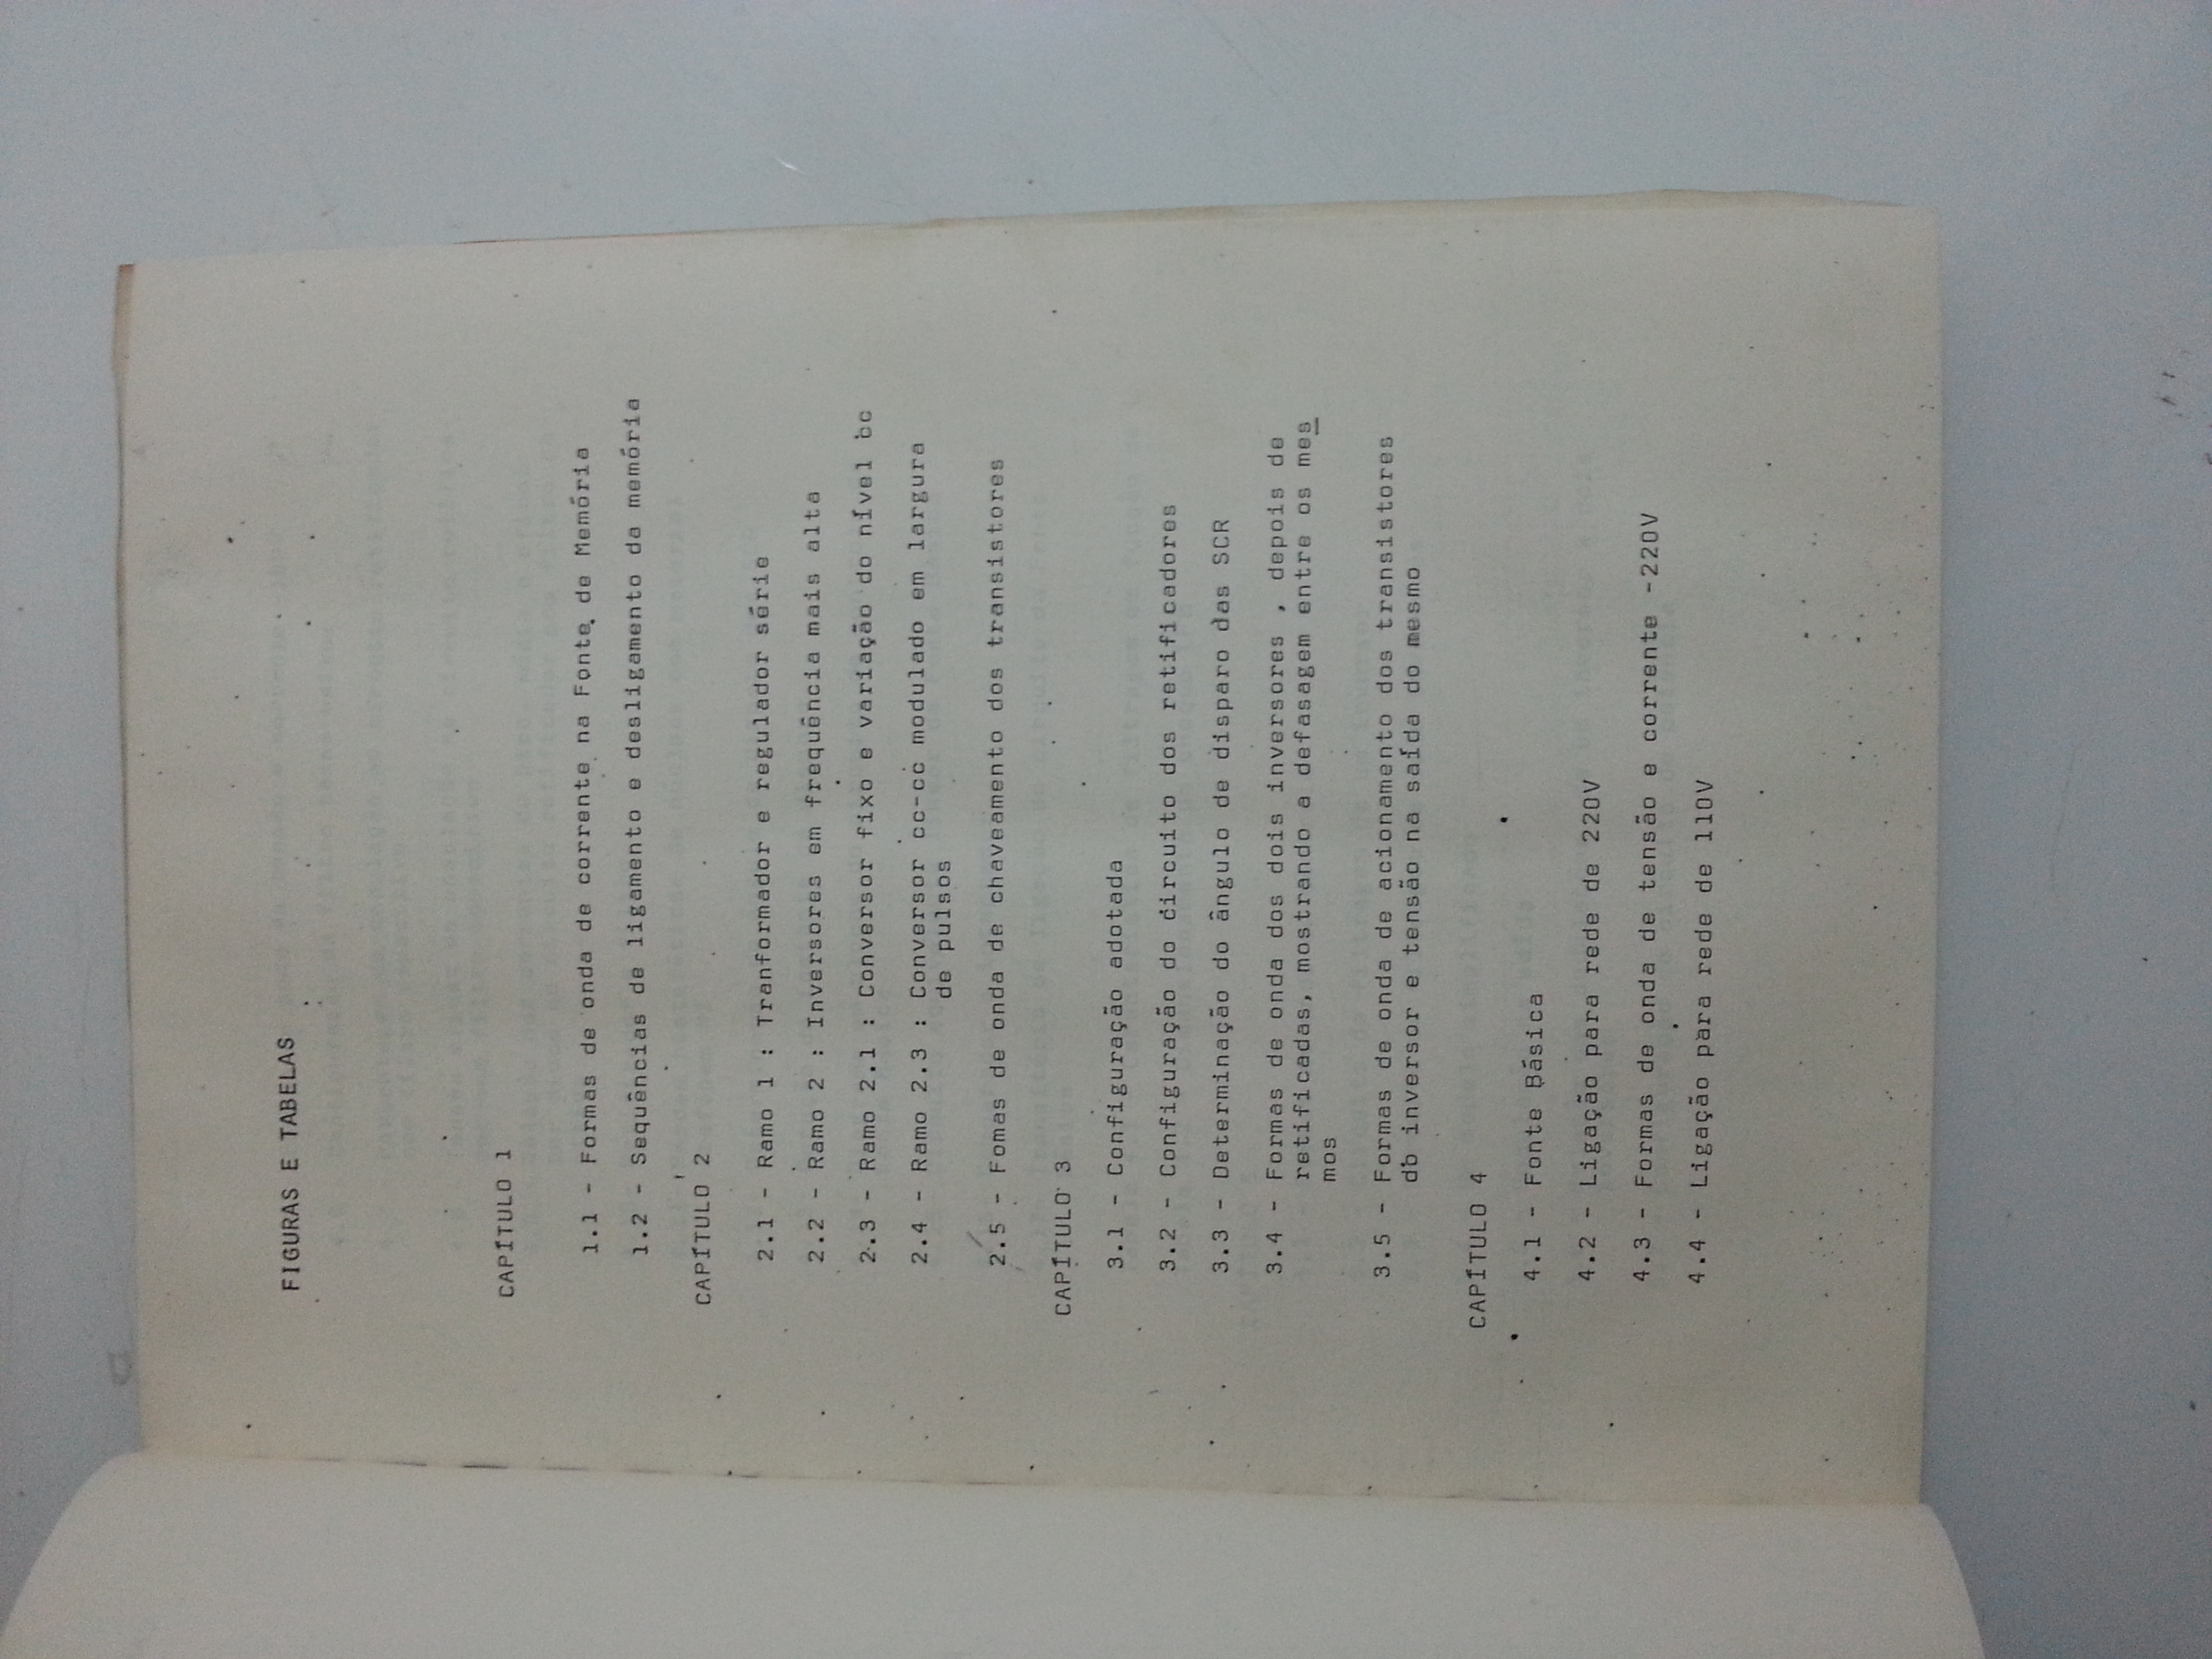 FIGURAS E TABELAS
CAPÍTULO 1
1.1 - Formas de onda de corrente na Fonte de Memória
1.2 - Sequências de ligamento e desligamento da memória
CAPÍTULO 2
2.1 - Ramo 1 : Tranformador e regulador série
2.2 - Ramo 2 : Inversores em frequência mais alta
2.3 - Ramo 2.1 : Conversor fixo e variação do nível cc
2.4 - Ramo 2.3 : Conversor cc-cc modulado em largura
de pulsos
2.5 - Fomas de onda de chaveamento dos transistores
CAPÍTULO 3
3.1 - Configuração adotada
3.2 - Configuração do circuito dos retificadores
3.3 - Determinação do ângulo de disparo das SCR
3.4 - Formas de onda dos dois inversores , depois de
retificadas, mostrando a defasagem entre os mes
mos
3.5 - Formas de onda de acionamento dos transistores
do inversor e tensão na saída do mesmo
CAPÍTULO 4
4.1 - Fonte Básica
4.2 - Ligação para rede de 220V
4.3 - Formas de onda de tensão e corrente -220V
4.4 - Ligação para rede de 110V